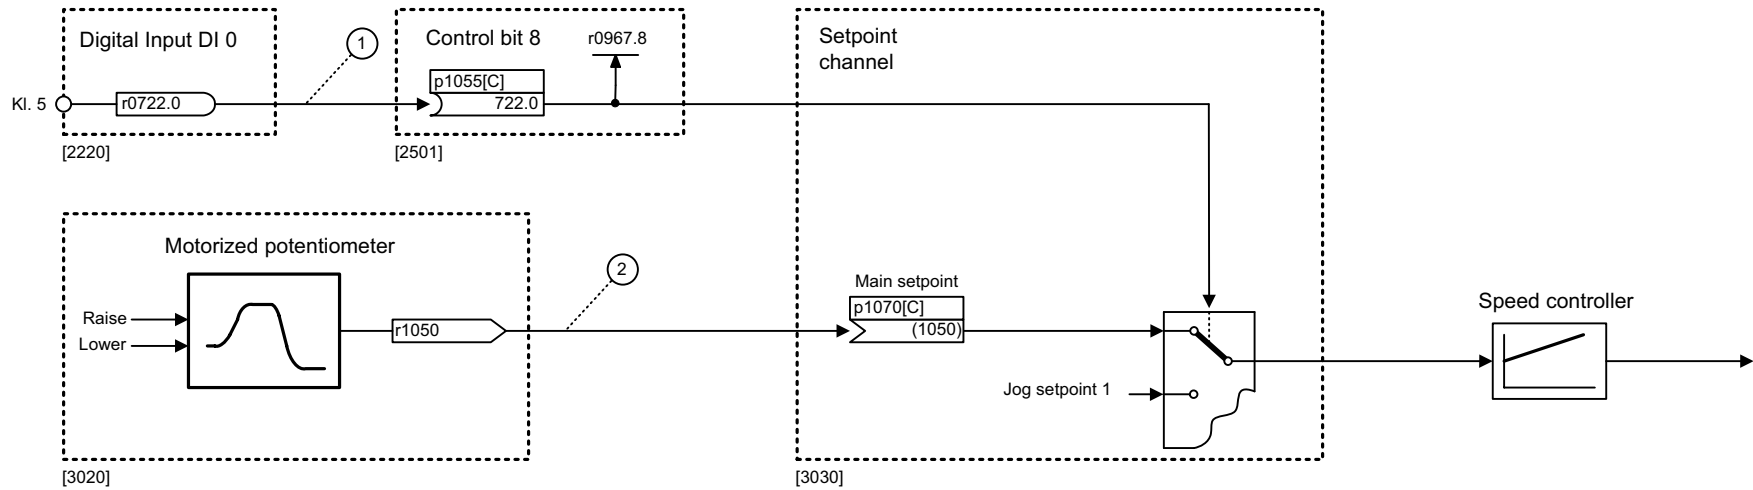 Digital Input DI 0
Kl. 5
r0722.0
[2220]
1
Control bit 8
r0967.8
p1055[C]
722.0
[2501]
Setpoint
channel
Motorized potentiometer
Raise
Lower
r1050
[3020]
2
Main setpoint
p1070[C]
(1050)
Jog setpoint 1
[3030]
Speed controller